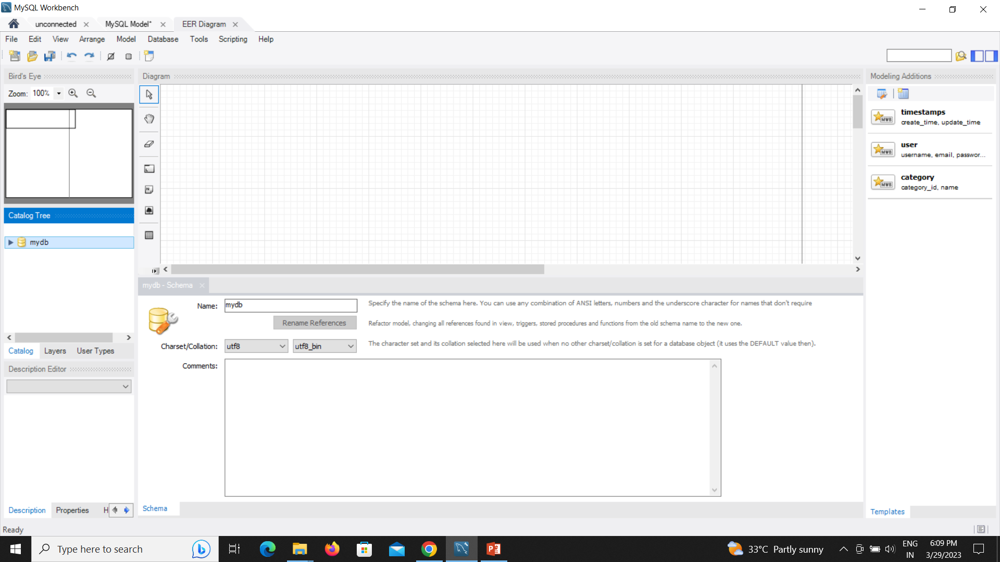 MySQL Workbench
unconnected
MySQL Model*
EER Diagram
File Edit View Arrange Model Database Tools Scripting Help
Bird's Eye
Zoom: 100%
Catalog Tree
mydb
Catalog Layers User Types
Description Editor
Description Properties H
Diagram
mydb - Schema
Name: mydb
Specify the name of the schema here. You can use any combination of ANSI letters, numbers and the underscore character for names that don't require
Rename References
Refactor model, changing all references found in view, triggers, stored procedures and functions from the old schema name to the new one.
Charset/Collation: utf8 utf8_bin
The character set and its collation selected here will be used when no other charset/collation is set for a database object (it uses the DEFAULT value then).
Comments:
Schema
Modeling Additions
MWB
timestamps
create_time, update_time
MWB
user
username, email, passwor...
MWB
category
category_id, name
Templates
Ready
Type here to search
33°C Partly sunny
ENG
IN
6:09 PM
3/29/2023